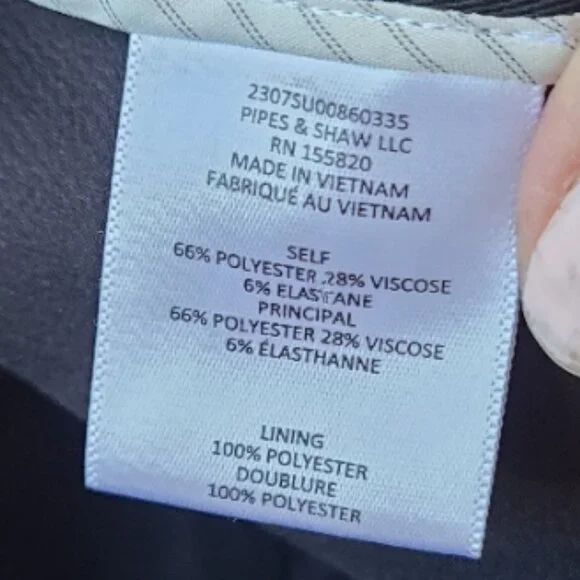 2307SU00860335
PIPES & SHAW LLC
RN 155820
MADE IN VIETNAM
FABRIQUÉ AU VIETNAM
SELF
66% POLYESTER 28% VISCOSE
6% ELASTANE
PRINCIPAL
66% POLYESTER 28% VISCOSE
6% ÉLASTHANNE
LINING
100% POLYESTER
DOUBLURE
100% POLYESTER